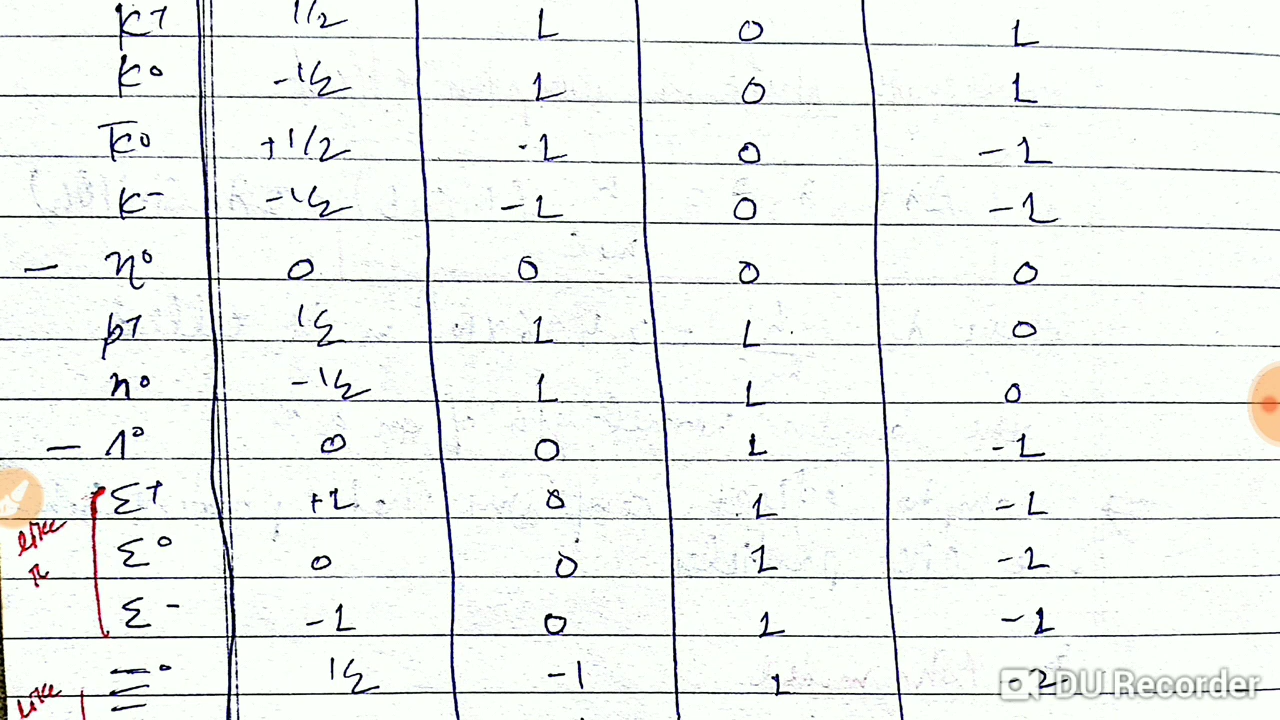 K+ 1/2 1 0 1
K0 -1/2 1 0 1
K̅0 +1/2 -1 0 -1
K- -1/2 -1 0 -1
— η0 0 0 0 0
p+ 1/2 1 1 0
n0 -1/2 1 1 0
— Λ0 0 0 1 -1
Σ+ +1 0 1 -1
like π
Σ0 0 0 1 -1
Σ- -1 0 1 -1
Ξ0 1/2 -1 1 -2
like
DU Recorder